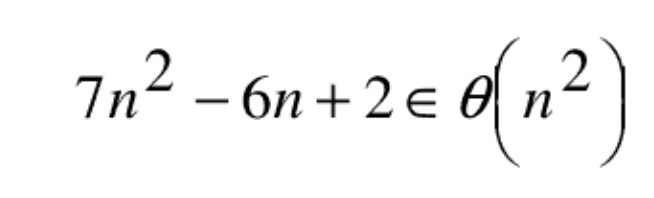 7n² − 6n + 2 ∈ θ(n²)